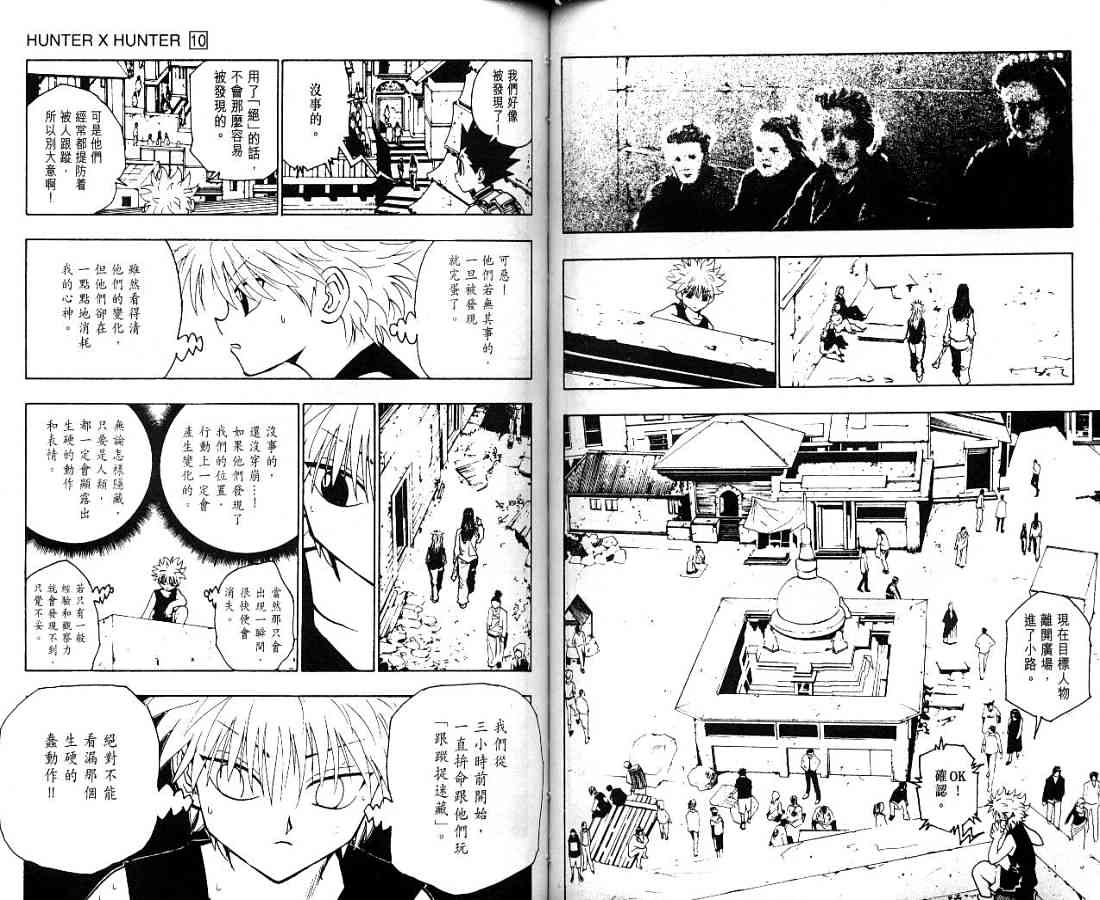 HUNTER X HUNTER 10
現在目標人物
離開廣場，
進了小路。
OK！
確認。
我們好像
被發現了！
沒事的。
用了「絕」的話，
不會那麼容易
被發現的。
可是他們
經常都提防着
被人跟蹤，
所以別大意啊！
可惡！
他們若無其事的，
一旦被發現
就完蛋了。
雖然看得清
他們的變化，
但他們卻在
一點點地消耗
我的心神。
沒事的，
還沒穿崩……
如果他們發現了
我們的位置，
行動上一定會
產生變化的。
無論怎樣隱藏，
只要是人類，
都一定會顯露出
生硬的動作
和表情。
當然那只會
出現一瞬間，
很快便會
消失。
若只有一般
經驗和觀察力
就會發現不到，
只覺不妥。
我們從
三小時前開始，
一直拚命跟他們玩
「跟蹤捉迷藏」。
絕對不能
看漏那個
生硬的
蠢動作!!